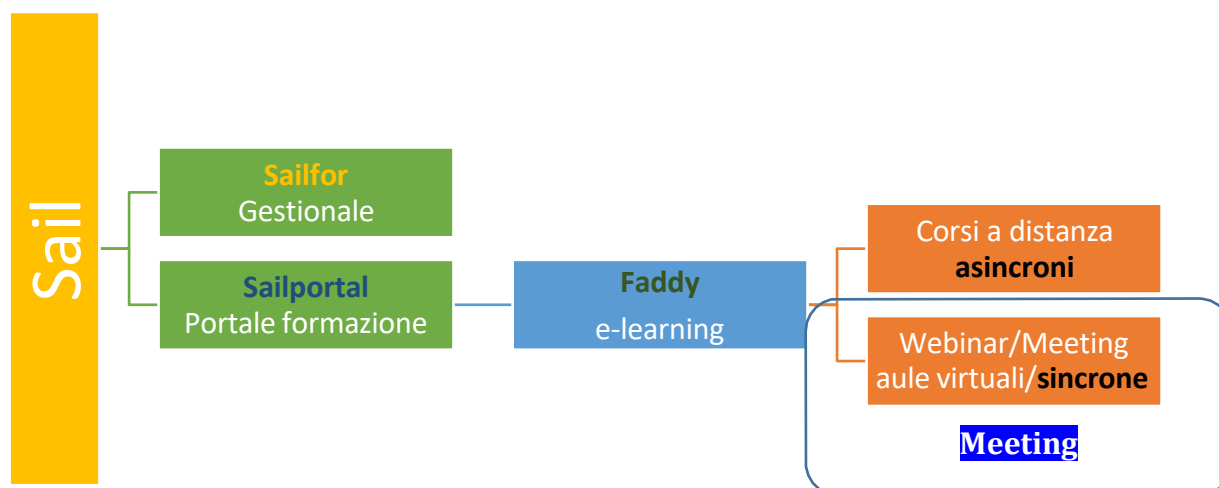 Sail
Sailfor
Gestionale
Sailportal
Portale formazione
Faddy
e-learning
Corsi a distanza
asincroni
Webinar/Meeting
aule virtuali/sincrone
Meeting